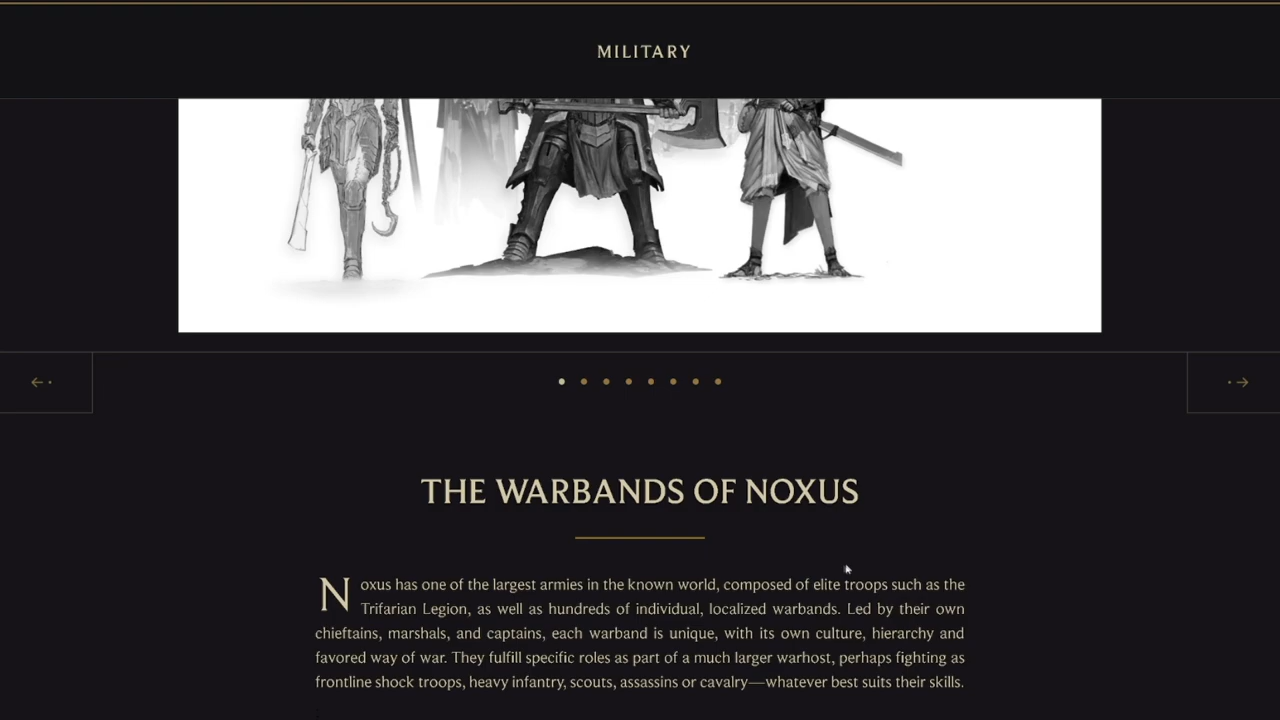 MILITARY
THE WARBANDS OF NOXUS
Noxus has one of the largest armies in the known world, composed of elite troops such as the
Trifarian Legion, as well as hundreds of individual, localized warbands. Led by their own
chieftains, marshals, and captains, each warband is unique, with its own culture, hierarchy and
favored way of war. They fulfill specific roles as part of a much larger warhost, perhaps fighting as
frontline shock troops, heavy infantry, scouts, assassins or cavalry—whatever best suits their skills.